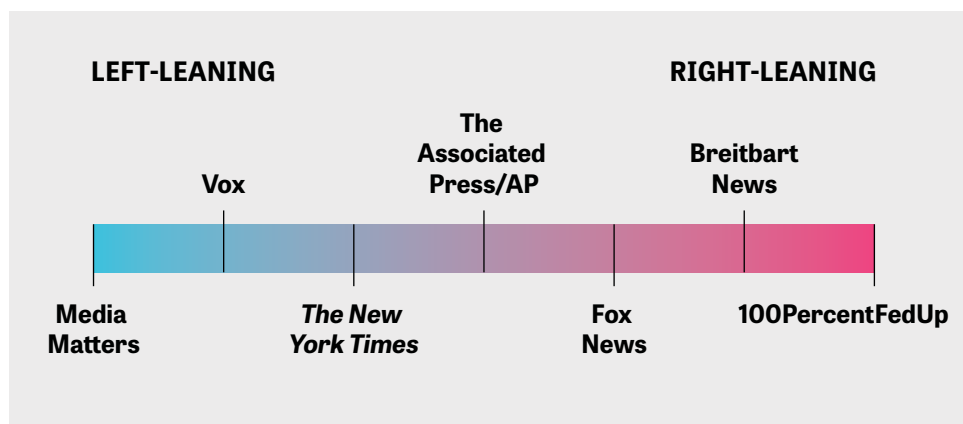 LEFT-LEANING
RIGHT-LEANING
The
Associated
Press/AP
Breitbart
News
Vox
Media
Matters
The New
York Times
Fox
News
100PercentFedUp